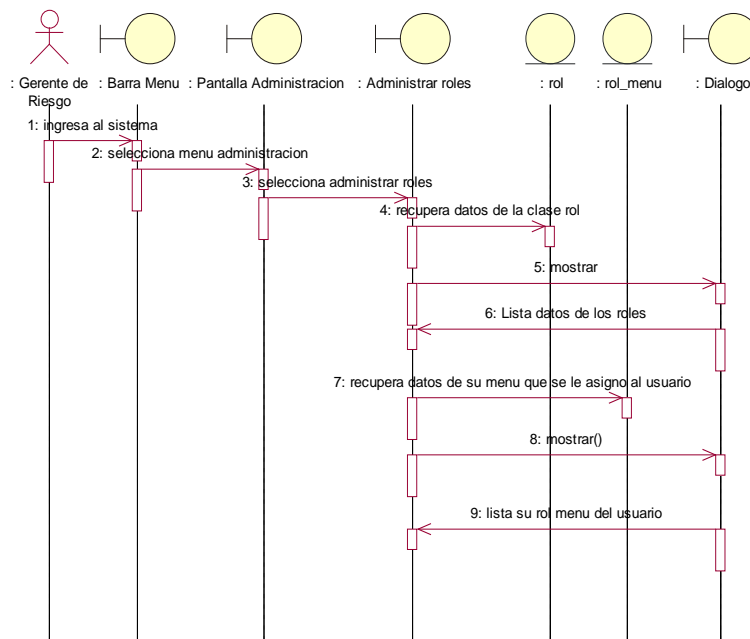 : Gerente de
Riesgo
: Barra Menu
: Pantalla Administracion
: Administrar roles
: rol
: rol_menu
: Dialogo
1: ingresa al sistema
2: selecciona menu administracion
3: selecciona administrar roles
4: recupera datos de la clase rol
5: mostrar
6: Lista datos de los roles
7: recupera datos de su menu que se le asigno al usuario
8: mostrar()
9: lista su rol menu del usuario